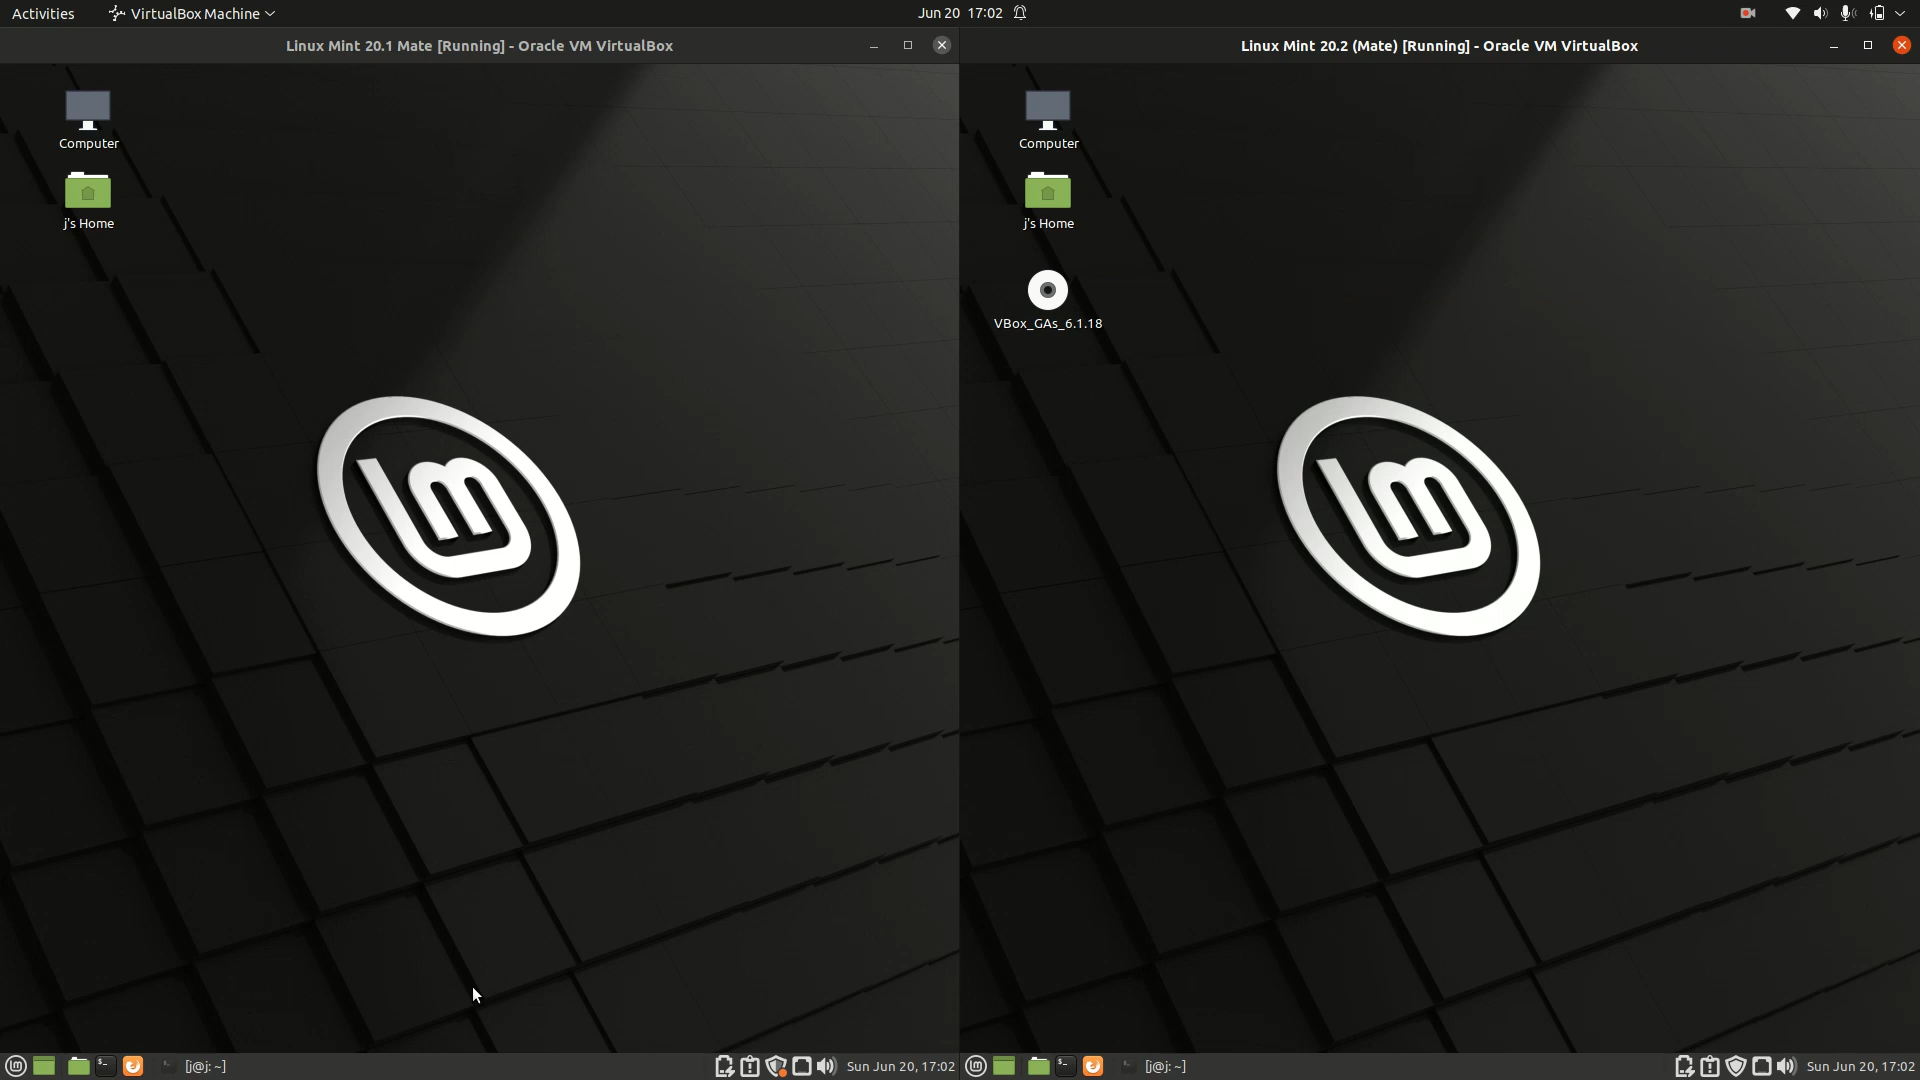 Activities
VirtualBox Machine
Jun 20 17:02
Linux Mint 20.1 Mate [Running] - Oracle VM VirtualBox
Linux Mint 20.2 (Mate) [Running] - Oracle VM VirtualBox
Computer
j's Home
Computer
j's Home
VBox_GAs_6.1.18
lm
lm
[j@j: ~]
Sun Jun 20, 17:02
[j@j: ~]
Sun Jun 20, 17:02